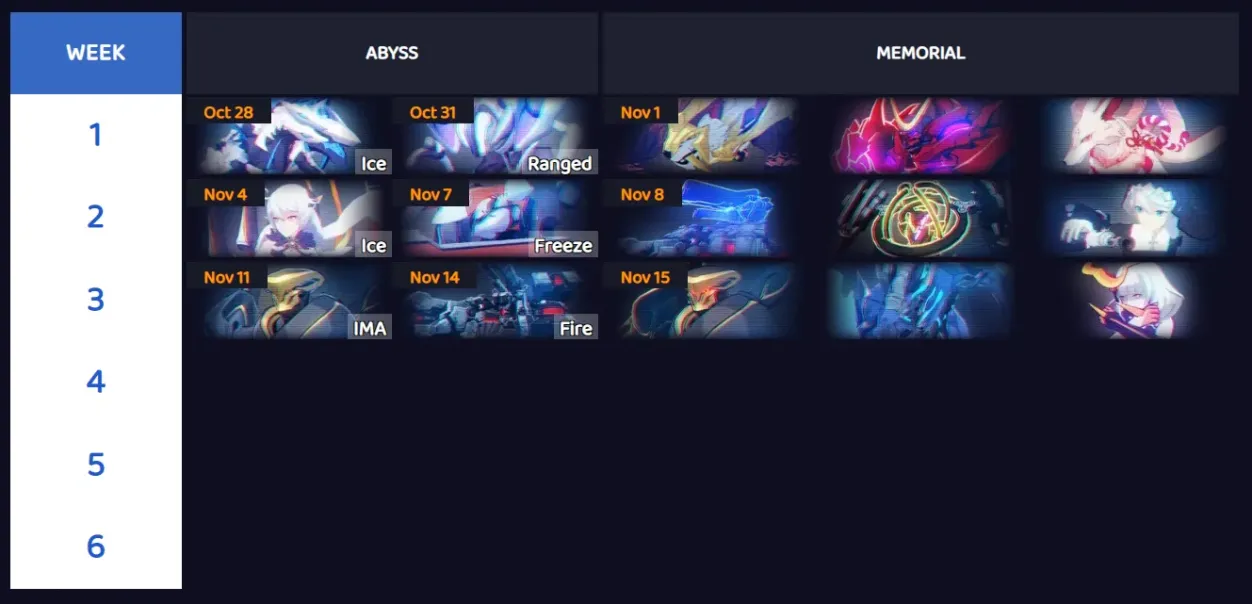 WEEK ABYSS MEMORIAL
1 Oct 28 Ice Oct 31 Ranged Nov 1
2 Nov 4 Ice Nov 7 Freeze Nov 8
3 Nov 11 IMA Nov 14 Fire Nov 15
4
5
6